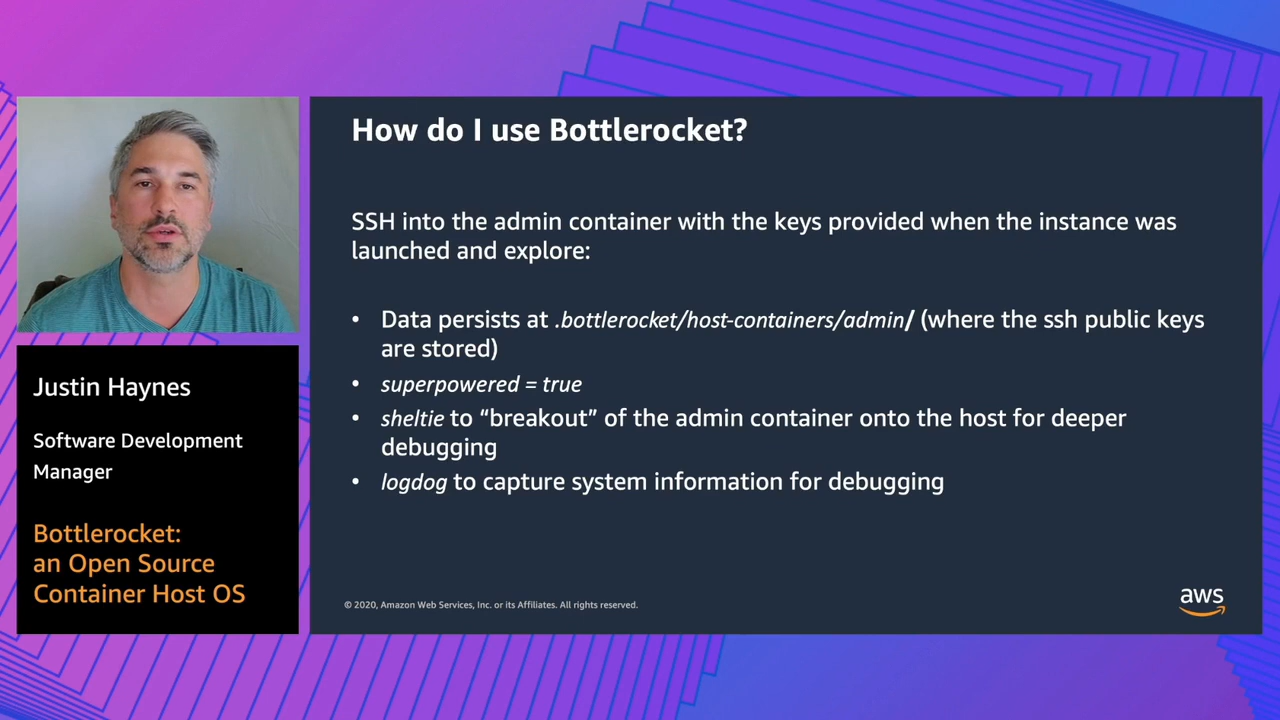 How do I use Bottlerocket?
SSH into the admin container with the keys provided when the instance was
launched and explore:
• Data persists at .bottlerocket/host-containers/admin/ (where the ssh public keys
are stored)
• superpowered = true
• sheltie to “breakout” of the admin container onto the host for deeper
debugging
• logdog to capture system information for debugging
© 2020, Amazon Web Services, Inc. or its Affiliates. All rights reserved.
aws
Justin Haynes
Software Development
Manager
Bottlerocket:
an Open Source
Container Host OS